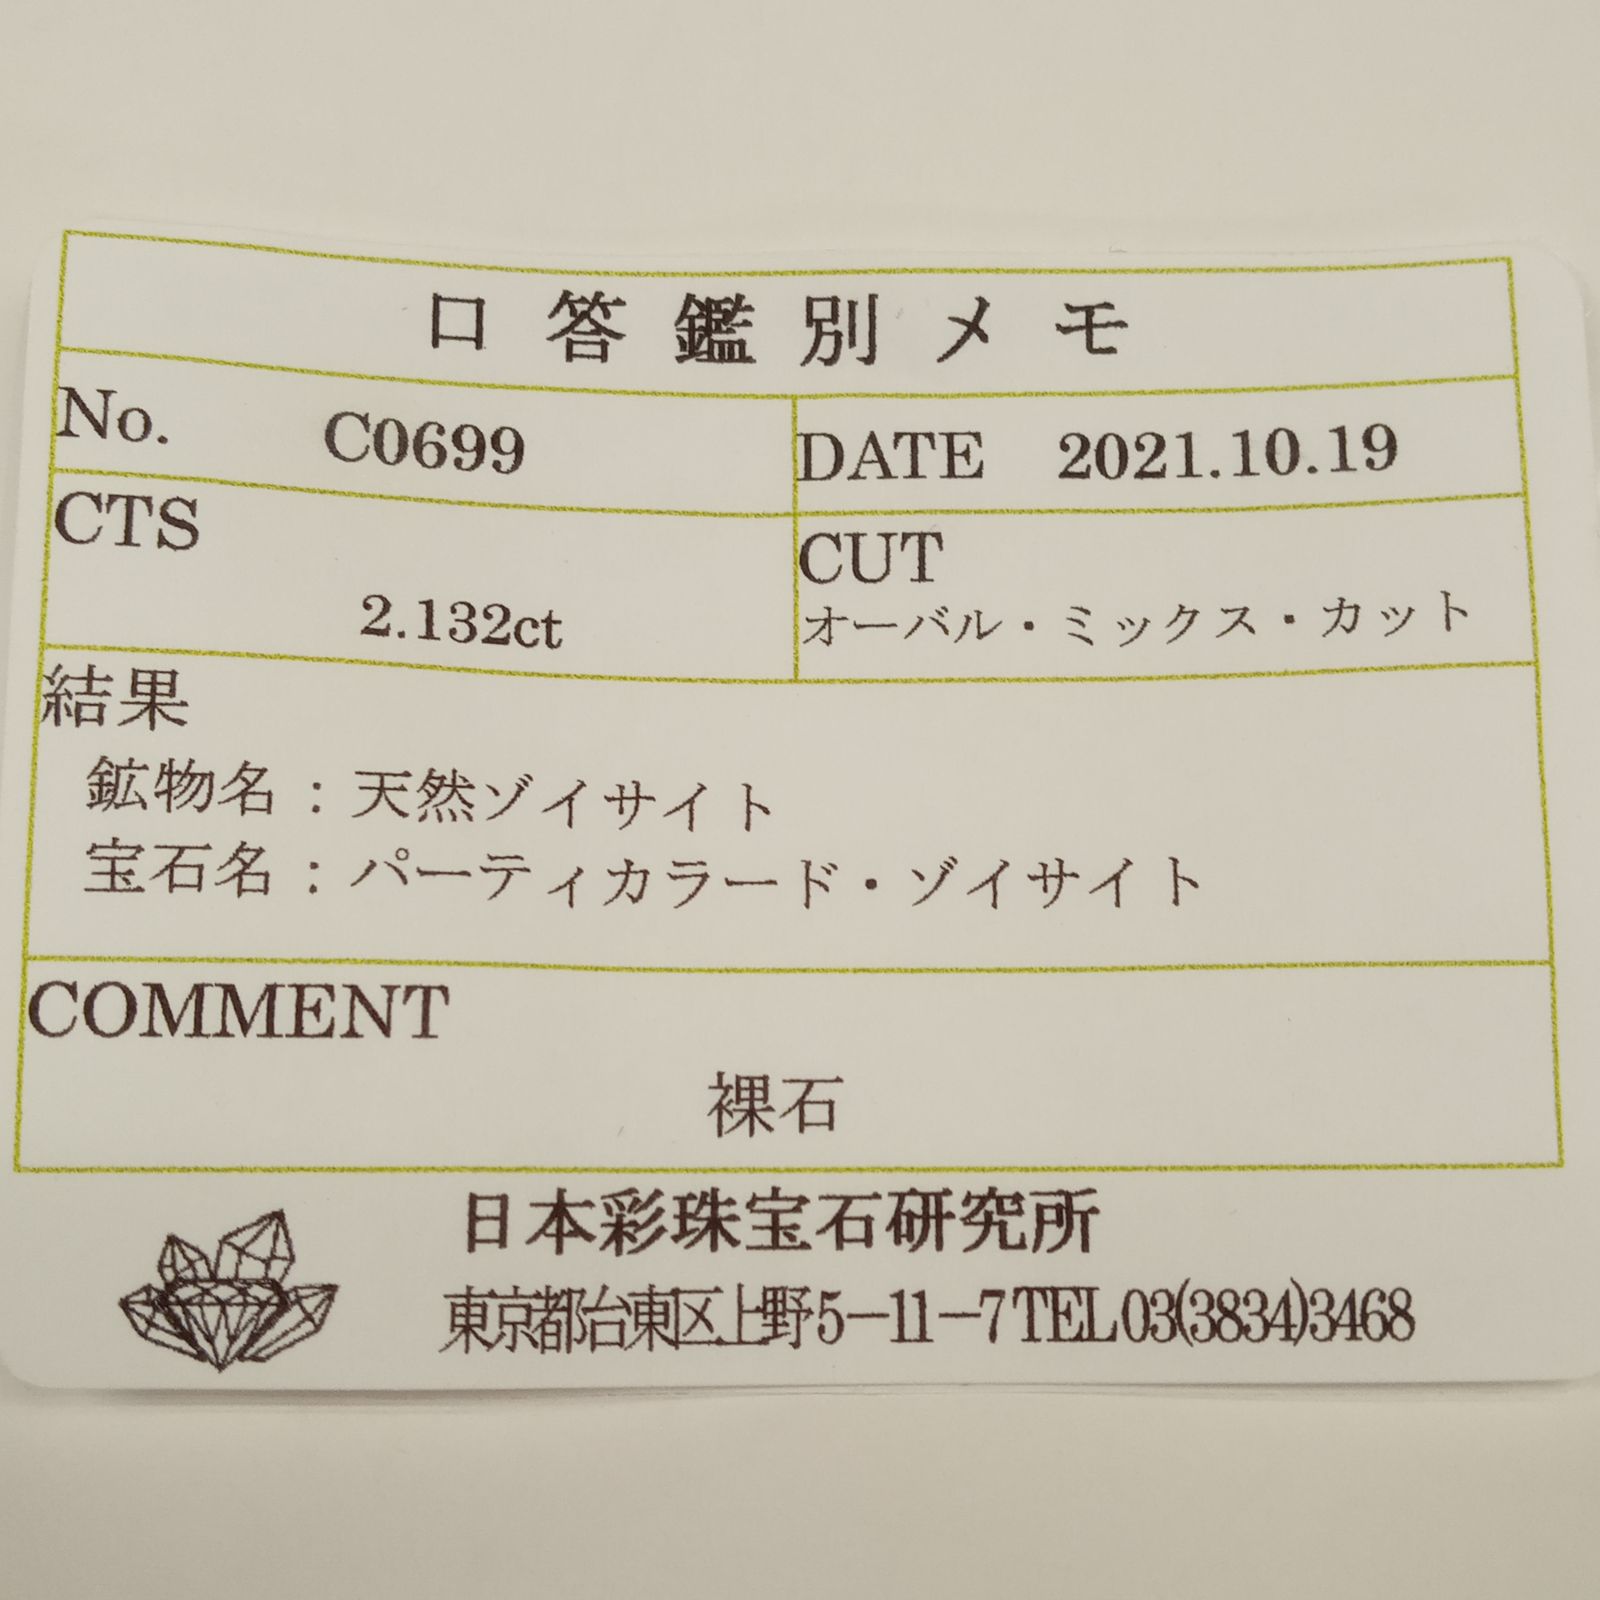 口答鑑別メモ
No. C0699
DATE 2021.10.19
CTS
2.132ct
CUT
オーバル・ミックス・カット
結果
鉱物名：天然ゾイサイト
宝石名：パーティカラード・ゾイサイト
COMMENT
裸石
日本彩珠宝石研究所
東京都台東区上野5－11－7 TEL 03(3834)3468